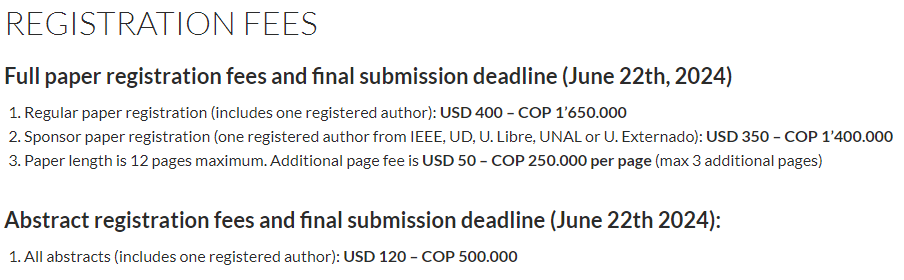 REGISTRATION FEES
Full paper registration fees and final submission deadline (June 22th, 2024)
1. Regular paper registration (includes one registered author): USD 400 – COP 1’650.000
2. Sponsor paper registration (one registered author from IEEE, UD, U. Libre, UNAL or U. Externado): USD 350 – COP 1’400.000
3. Paper length is 12 pages maximum. Additional page fee is USD 50 – COP 250.000 per page (max 3 additional pages)
Abstract registration fees and final submission deadline (June 22th 2024):
1. All abstracts (includes one registered author): USD 120 – COP 500.000